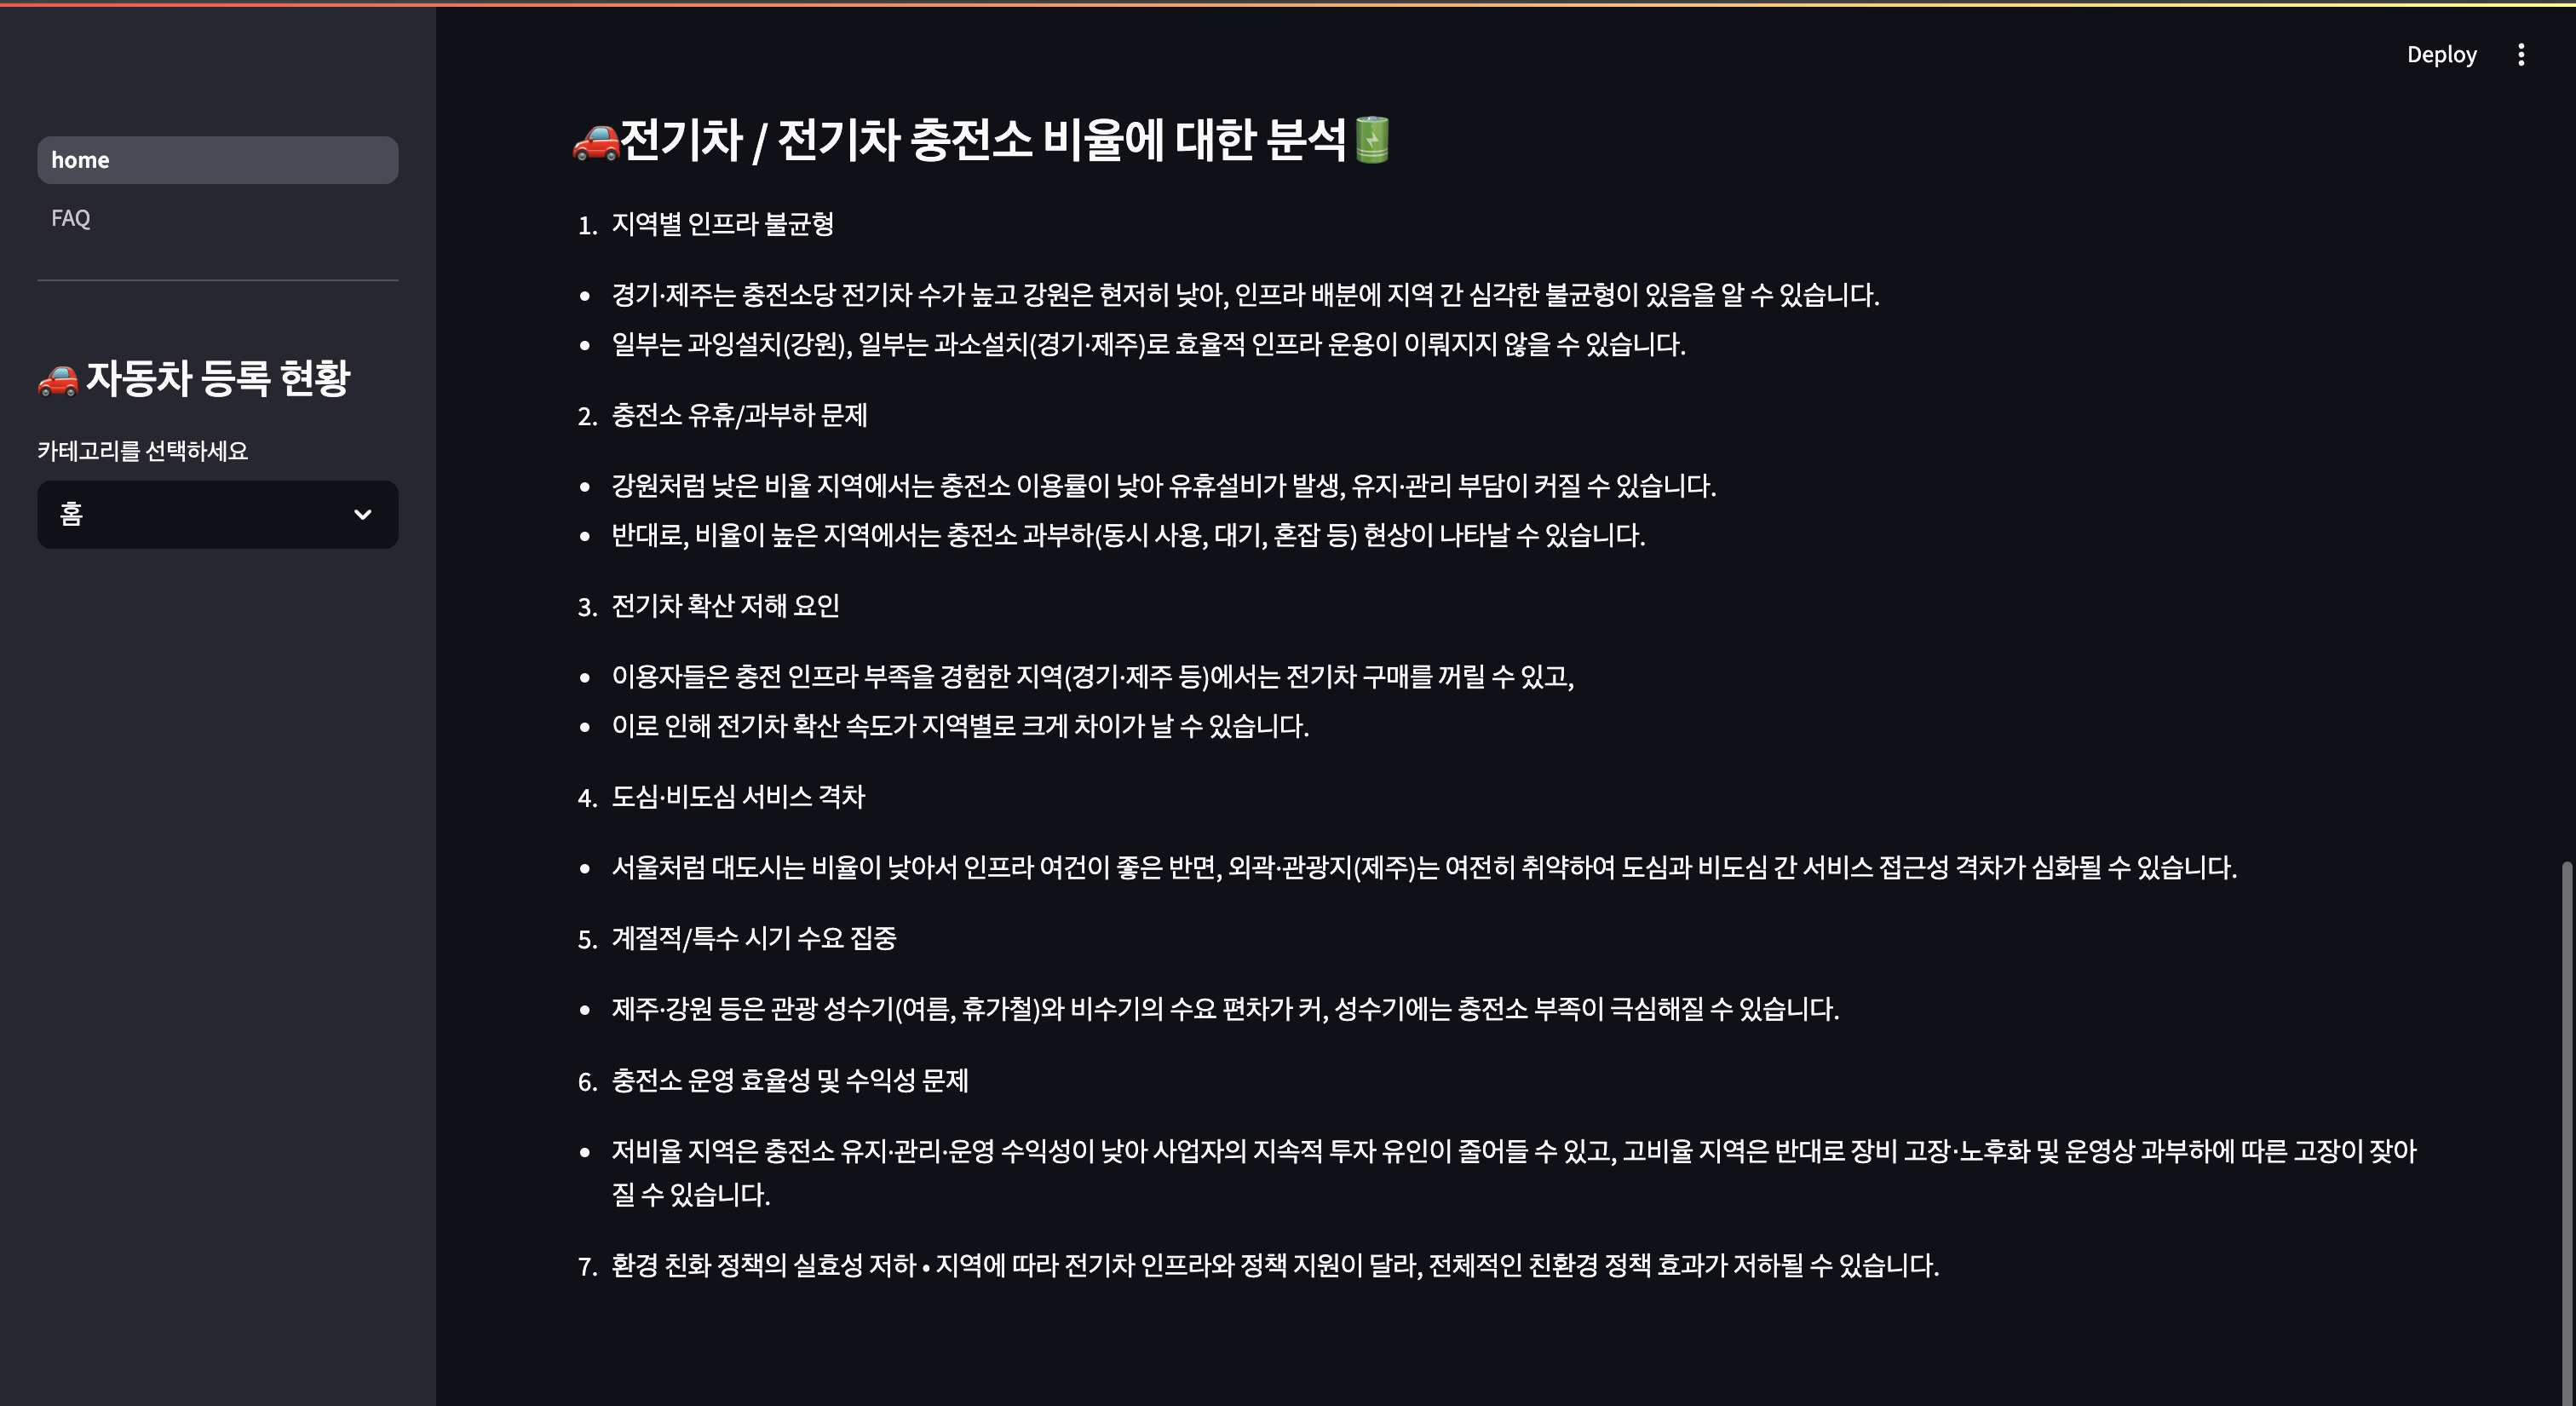 Deploy
home
FAQ
🚗 자동차 등록 현황
카테고리를 선택하세요
홈
🚗전기차 / 전기차 충전소 비율에 대한 분석🔋
1. 지역별 인프라 불균형
• 경기·제주는 충전소당 전기차 수가 높고 강원은 현저히 낮아, 인프라 배분에 지역 간 심각한 불균형이 있음을 알 수 있습니다.
• 일부는 과잉설치(강원), 일부는 과소설치(경기·제주)로 효율적 인프라 운용이 이뤄지지 않을 수 있습니다.
2. 충전소 유휴/과부하 문제
• 강원처럼 낮은 비율 지역에서는 충전소 이용률이 낮아 유휴설비가 발생, 유지·관리 부담이 커질 수 있습니다.
• 반대로, 비율이 높은 지역에서는 충전소 과부하(동시 사용, 대기, 혼잡 등) 현상이 나타날 수 있습니다.
3. 전기차 확산 저해 요인
• 이용자들은 충전 인프라 부족을 경험한 지역(경기·제주 등)에서는 전기차 구매를 꺼릴 수 있고,
• 이로 인해 전기차 확산 속도가 지역별로 크게 차이가 날 수 있습니다.
4. 도심·비도심 서비스 격차
• 서울처럼 대도시는 비율이 낮아서 인프라 여건이 좋은 반면, 외곽·관광지(제주)는 여전히 취약하여 도심과 비도심 간 서비스 접근성 격차가 심화될 수 있습니다.
5. 계절적/특수 시기 수요 집중
• 제주·강원 등은 관광 성수기(여름, 휴가철)와 비수기의 수요 편차가 커, 성수기에는 충전소 부족이 극심해질 수 있습니다.
6. 충전소 운영 효율성 및 수익성 문제
• 저비율 지역은 충전소 유지·관리·운영 수익성이 낮아 사업자의 지속적 투자 유인이 줄어들 수 있고, 고비율 지역은 반대로 장비 고장·노후화 및 운영상 과부하에 따른 고장이 잦아
질 수 있습니다.
7. 환경 친화 정책의 실효성 저하 • 지역에 따라 전기차 인프라와 정책 지원이 달라, 전체적인 친환경 정책 효과가 저하될 수 있습니다.